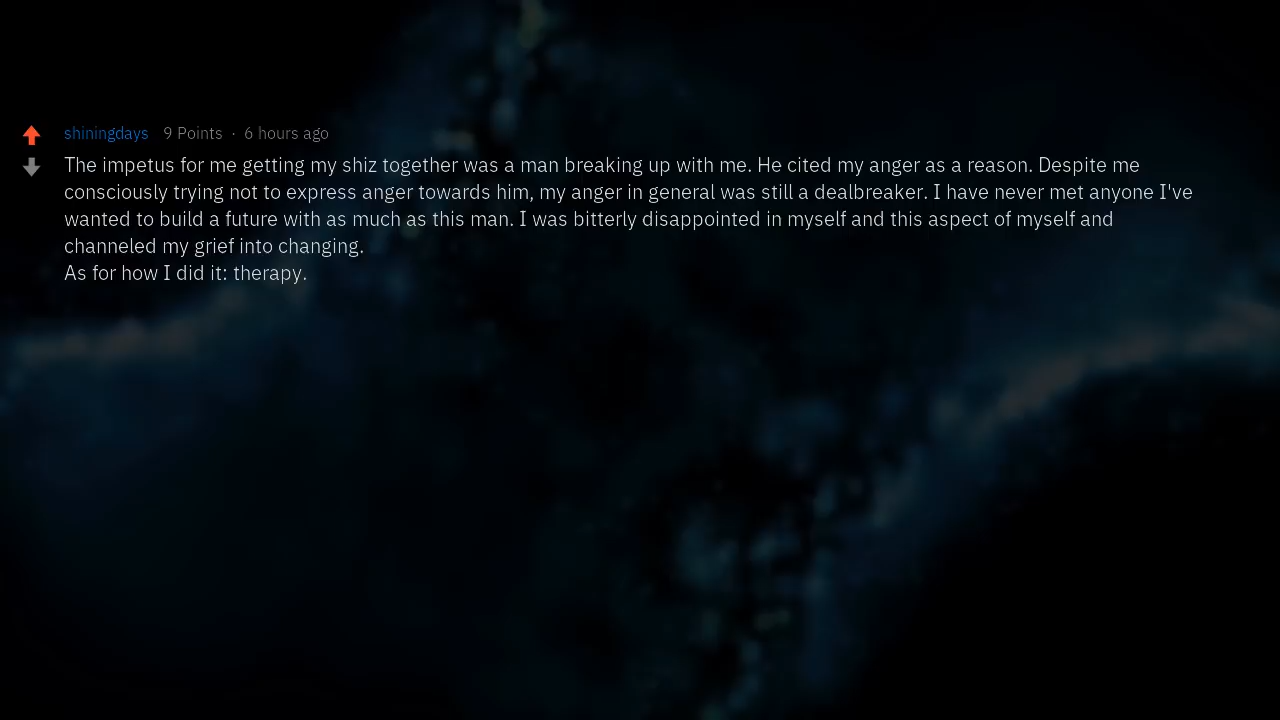 shiningdays 9 Points · 6 hours ago
The impetus for me getting my shiz together was a man breaking up with me. He cited my anger as a reason. Despite me
consciously trying not to express anger towards him, my anger in general was still a dealbreaker. I have never met anyone I've
wanted to build a future with as much as this man. I was bitterly disappointed in myself and this aspect of myself and
channeled my grief into changing.
As for how I did it: therapy.